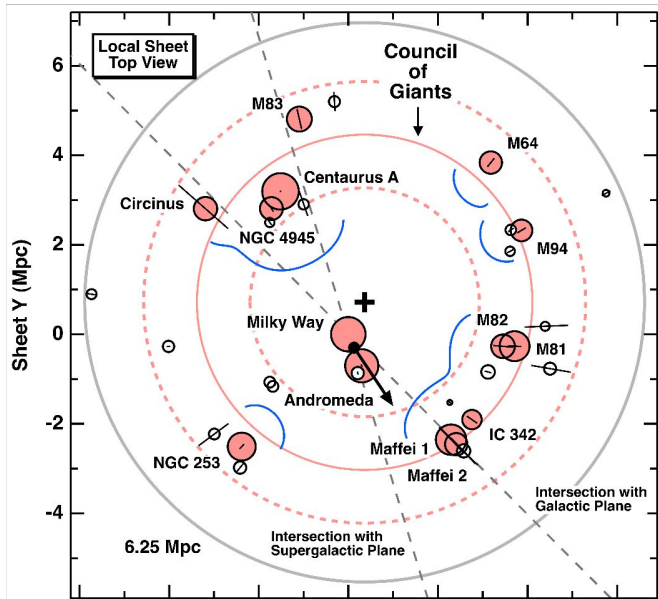 Local Sheet
Top View
Council
of
Giants
M83
M64
Centaurus A
Circinus
NGC 4945
M94
Milky Way
M82
M81
Andromeda
IC 342
Maffei 1
Maffei 2
NGC 253
Intersection with
Galactic Plane
Intersection with
Supergalactic Plane
6.25 Mpc
Sheet Y (Mpc)
6
4
2
0
-2
-4